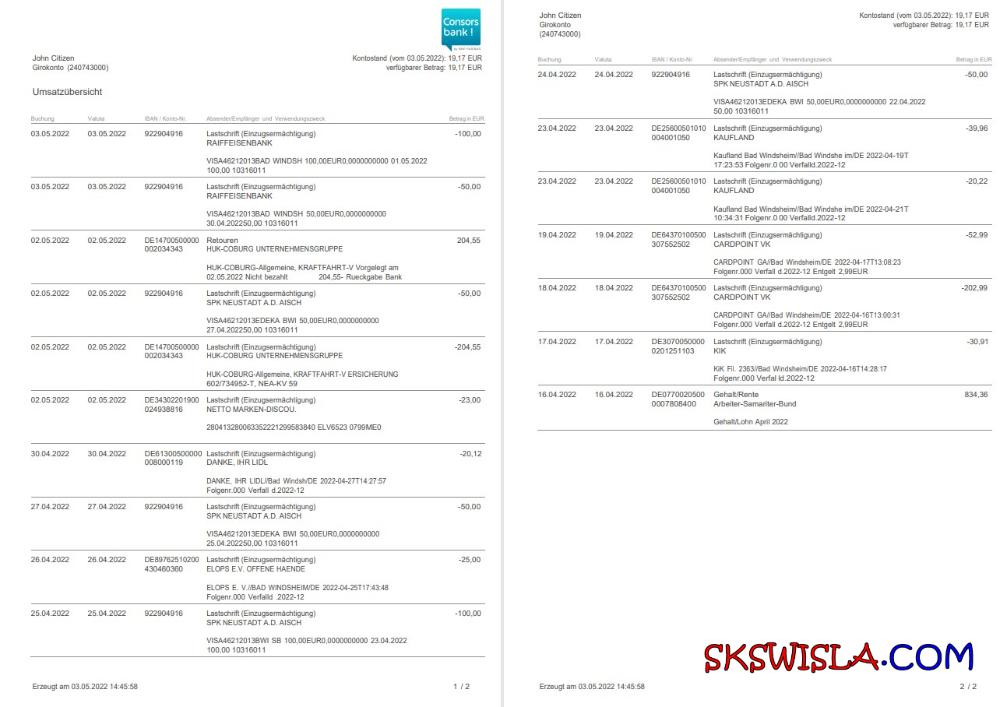 Consors
bank!
by BNP PARIBAS
John Citizen
Girokonto (240743000)
Kontostand (vom 03.05.2022): 19,17 EUR
verfügbarer Betrag: 19,17 EUR
Umsatzübersicht
Buchung Valuta IBAN / Konto-Nr. Absender/Empfänger und Verwendungszweck Betrag in EUR
03.05.2022 03.05.2022 922904916 Lastschrift (Einzugsermächtigung) -100,00
RAIFFEISENBANK
VISA46212013BAD WINDSH 100,00EUR0,0000000000 01.05.2022
100.00 10316011
03.05.2022 03.05.2022 922904916 Lastschrift (Einzugsermächtigung) -50,00
RAIFFEISENBANK
VISA46212013BAD WINDSH 50,00EUR0,0000000000
30.04.202250,00 10316011
02.05.2022 02.05.2022 DE14700500000 Retouren 204,55
002034343 HUK-COBURG UNTERNEHMENSGRUPPE
HUK-COBURG-Allgemeine, KRAFTFAHRT-V Vorgelegt am
02.05.2022 Nicht bezahlt 204,55- Rueckgabe Bank
02.05.2022 02.05.2022 922904916 Lastschrift (Einzugsermächtigung) -50,00
SPK NEUSTADT A.D. AISCH
VISA46212013EDEKA BWI 50,00EUR0,0000000000
27.04.202250,00 10316011
02.05.2022 02.05.2022 DE14700500000 Lastschrift (Einzugsermächtigung) -204,55
002034343 HUK-COBURG UNTERNEHMENSGRUPPE
HUK-COBURG-Allgemeine, KRAFTFAHRT-V ERSICHERUNG
602/734952-T, NEA-KV 59
02.05.2022 02.05.2022 DE34302201900 Lastschrift (Einzugsermächtigung) -23,00
024938816 NETTO MARKEN-DISCOU.
28041328006335222129958384​0 ELV6523 0799ME0
30.04.2022 30.04.2022 DE61300500000 Lastschrift (Einzugsermächtigung) -20,12
008000119 DANKE, IHR LIDL
DANKE, IHR LIDL//Bad Windsh/DE 2022-04-27T14:27:57
Folgenr.000 Verfall d.2022-12
27.04.2022 27.04.2022 922904916 Lastschrift (Einzugsermächtigung) -50,00
SPK NEUSTADT A.D. AISCH
VISA46212013EDEKA BWI 50,00EUR0,0000000000
25.04.202250,00 10316011
26.04.2022 26.04.2022 DE89762510200 Lastschrift (Einzugsermächtigung) -25,00
430460360 ELOPS E.V. OFFENE HAENDE
ELOPS E. V.//BAD WINDSHEIM/DE 2022-04-25T17:43:48
Folgenr.000 Verfalld .2022-12
25.04.2022 25.04.2022 922904916 Lastschrift (Einzugsermächtigung) -100,00
SPK NEUSTADT A.D. AISCH
VISA46212013BWI SB 100,00EUR0,0000000000 23.04.2022
100.00 10316011
Erzeugt am 03.05.2022 14:45:58 1 / 2
John Citizen
Girokonto
(240743000)
Kontostand (vom 03.05.2022): 19,17 EUR
verfügbarer Betrag: 19,17 EUR
Buchung Valuta IBAN / Konto-Nr. Absender/Empfänger und Verwendungszweck Betrag in EUR
24.04.2022 24.04.2022 922904916 Lastschrift (Einzugsermächtigung) -50,00
SPK NEUSTADT A.D. AISCH
VISA46212013EDEKA BWI 50,00EUR0,0000000000 22.04.2022
50.00 10316011
23.04.2022 23.04.2022 DE25600501010 Lastschrift (Einzugsermächtigung) -39,96
004001050 KAUFLAND
Kaufland Bad Windsheim//Bad Windshe im/DE 2022-04-19T
17:23:53 Folgenr.0 00 Verfalld.2022-12
23.04.2022 23.04.2022 DE25600501010 Lastschrift (Einzugsermächtigung) -20,22
004001050 KAUFLAND
Kaufland Bad Windsheim//Bad Windshe im/DE 2022-04-21T
10:34:31 Folgenr.0 00 Verfalld.2022-12
19.04.2022 19.04.2022 DE64370100500 Lastschrift (Einzugsermächtigung) -52,99
307552502 CARDPOINT VK
CARDPOINT GA//Bad Windsheim/DE 2022-04-17T13:08:23
Folgenr.000 Verfall d.2022-12 Entgelt 2,99EUR
18.04.2022 18.04.2022 DE64370100500 Lastschrift (Einzugsermächtigung) -202,99
307552502 CARDPOINT VK
CARDPOINT GA//Bad Windsheim/DE 2022-04-16T13:00:31
Folgenr.000 Verfall d.2022-12 Entgelt 2,99EUR
17.04.2022 17.04.2022 DE3070050000 Lastschrift (Einzugsermächtigung) -30,91
0201251103 KIK
KiK Fil. 2363//Bad Windsheim/DE 2022-04-16T14:28:17
Folgenr.000 Verfal ld.2022-12
16.04.2022 16.04.2022 DE0770020500 Gehalt/Rente 834,36
0007808400 Arbeiter-Samariter-Bund
Gehalt/Lohn April 2022
SKSWISLA.COM
Erzeugt am 03.05.2022 14:45:58 2 / 2